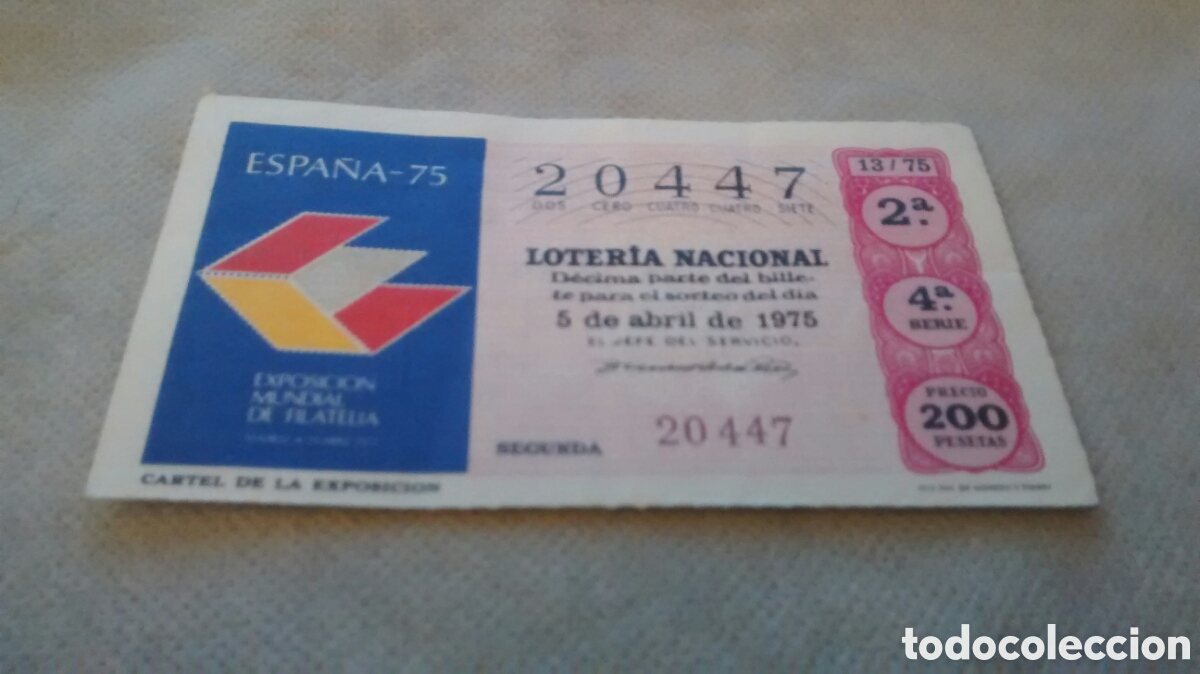 ESPAÑA-75
EXPOSICION
MUNDIAL
DE FILATELIA
CARTEL DE LA EXPOSICION
20447
DOS CERO CUATRO CUATRO SIETE
LOTERÍA NACIONAL
Décima parte del bille-
te para el sorteo del día
5 de abril de 1975
EL JEFE DEL SERVICIO,
SEGUNDA
20447
13/75
2ª.
4ª.
SERIE
PRECIO
200
PESETAS
todocoleccion